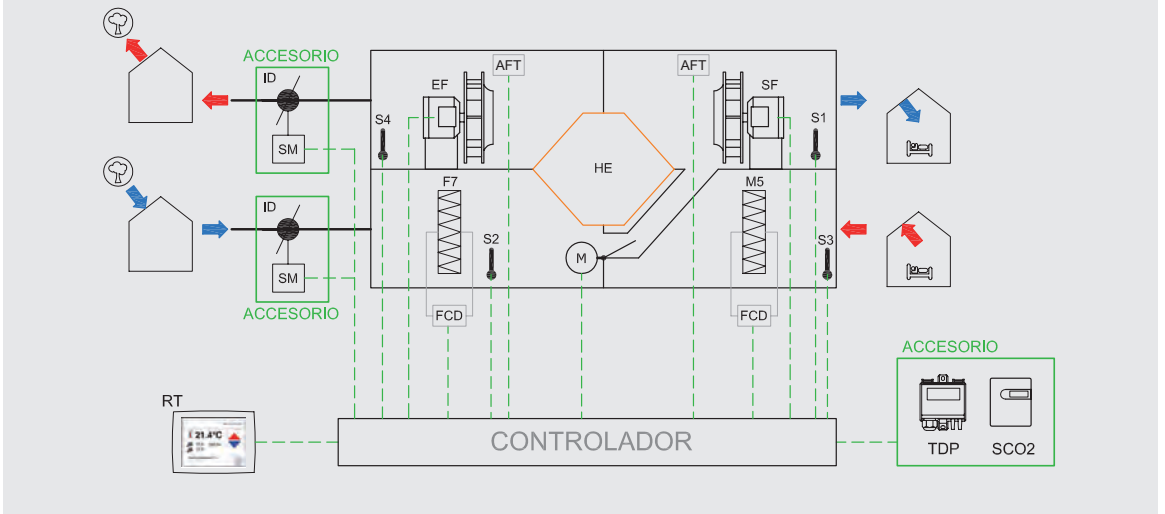 ACCESORIO
ID
SM
AFT
AFT
EF
SF
S4
S1
HE
F7
M5
ID
SM
ACCESORIO
S2
M
S3
FCD
FCD
ACCESORIO
RT
21.4°C
CONTROLADOR
TDP
SCO2